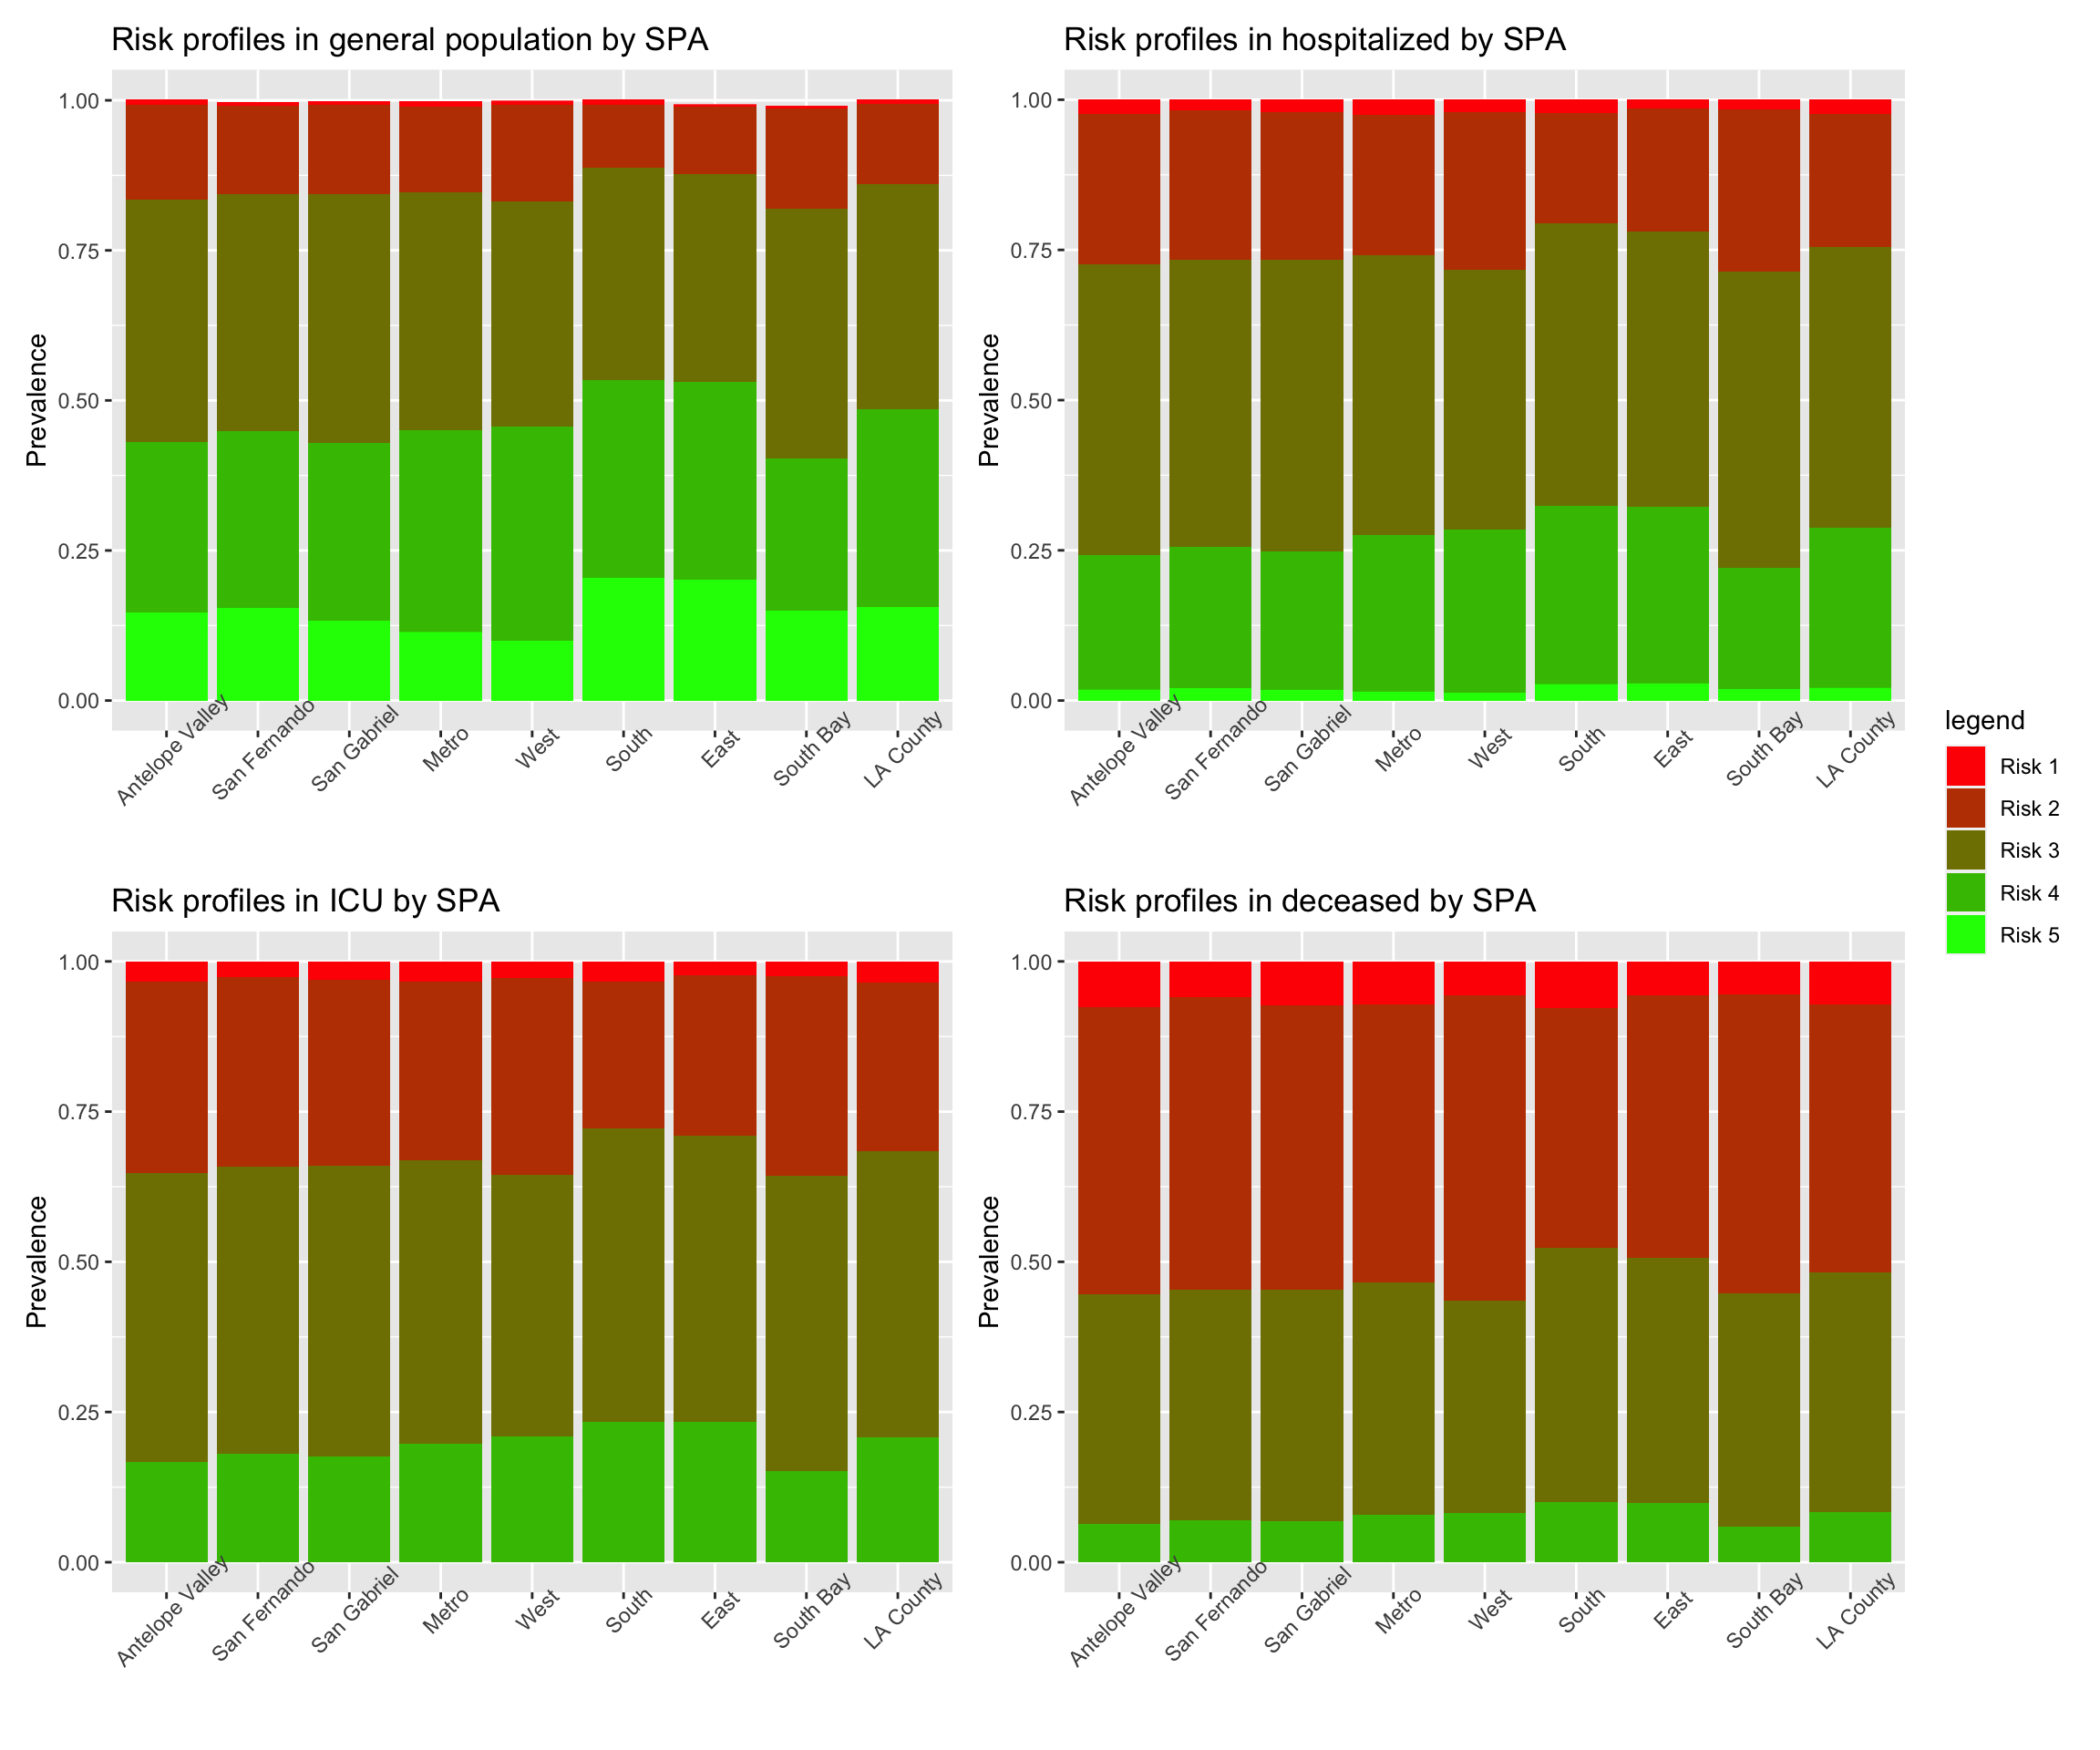 Risk profiles in general population by SPA
Prevalence
1.00
0.75
0.50
0.25
0.00
Antelope Valley
San Fernando
San Gabriel
Metro
West
South
East
South Bay
LA County
Risk profiles in hospitalized by SPA
Prevalence
1.00
0.75
0.50
0.25
0.00
Antelope Valley
San Fernando
San Gabriel
Metro
West
South
East
South Bay
LA County
legend
Risk 1
Risk 2
Risk 3
Risk 4
Risk 5
Risk profiles in ICU by SPA
Prevalence
1.00
0.75
0.50
0.25
0.00
Antelope Valley
San Fernando
San Gabriel
Metro
West
South
East
South Bay
LA County
Risk profiles in deceased by SPA
Prevalence
1.00
0.75
0.50
0.25
0.00
Antelope Valley
San Fernando
San Gabriel
Metro
West
South
East
South Bay
LA County